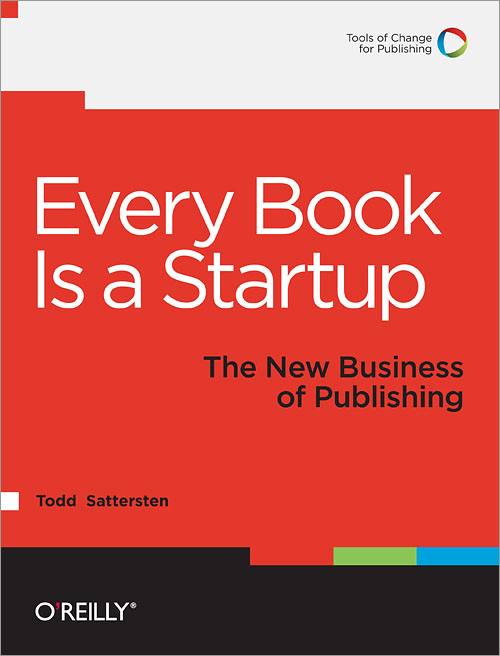 Tools of Change
for Publishing
Every Book
Is a Startup
The New Business
of Publishing
Todd Sattersten
O'REILLY®